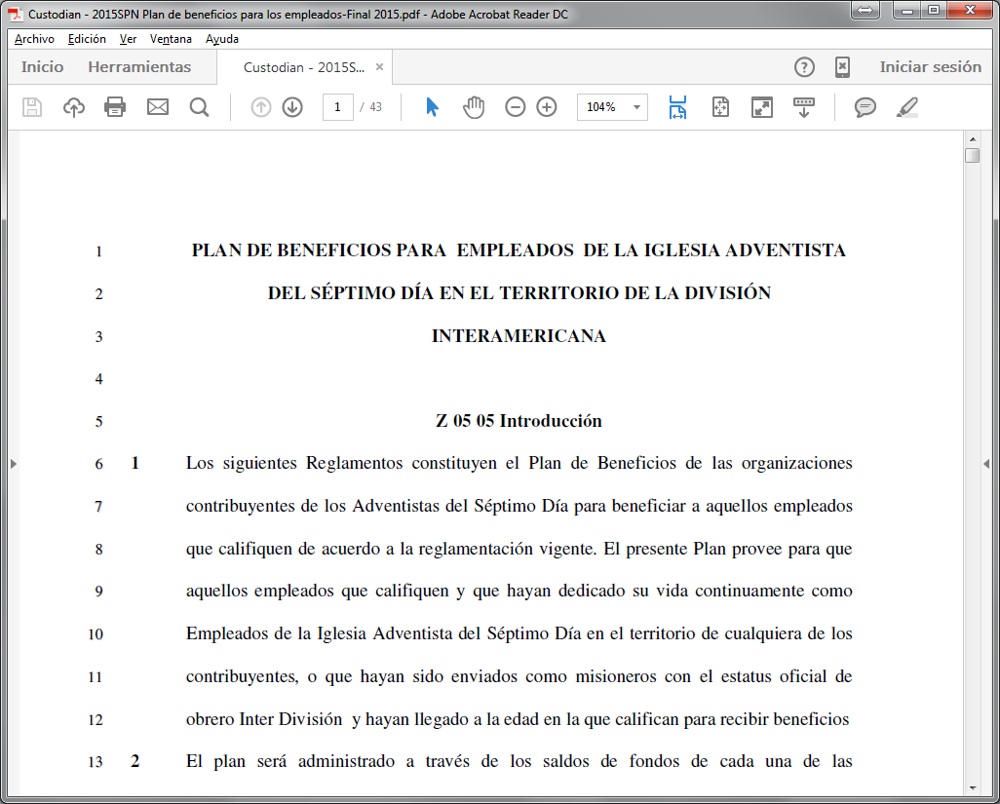 Custodian - 2015SPN Plan de beneficios para los empleados-Final 2015.pdf - Adobe Acrobat Reader DC
Archivo Edición Ver Ventana Ayuda
Inicio Herramientas Custodian - 2015S... × Iniciar sesión
1 / 43 104%
1 PLAN DE BENEFICIOS PARA EMPLEADOS DE LA IGLESIA ADVENTISTA
2 DEL SÉPTIMO DÍA EN EL TERRITORIO DE LA DIVISIÓN
3 INTERAMERICANA
4
5 Z 05 05 Introducción
6 1 Los siguientes Reglamentos constituyen el Plan de Beneficios de las organizaciones
7 contribuyentes de los Adventistas del Séptimo Día para beneficiar a aquellos empleados
8 que califiquen de acuerdo a la reglamentación vigente. El presente Plan provee para que
9 aquellos empleados que califiquen y que hayan dedicado su vida continuamente como
10 Empleados de la Iglesia Adventista del Séptimo Día en el territorio de cualquiera de los
11 contribuyentes, o que hayan sido enviados como misioneros con el estatus oficial de
12 obrero Inter División y hayan llegado a la edad en la que califican para recibir beneficios
13 2 El plan será administrado a través de los saldos de fondos de cada una de las